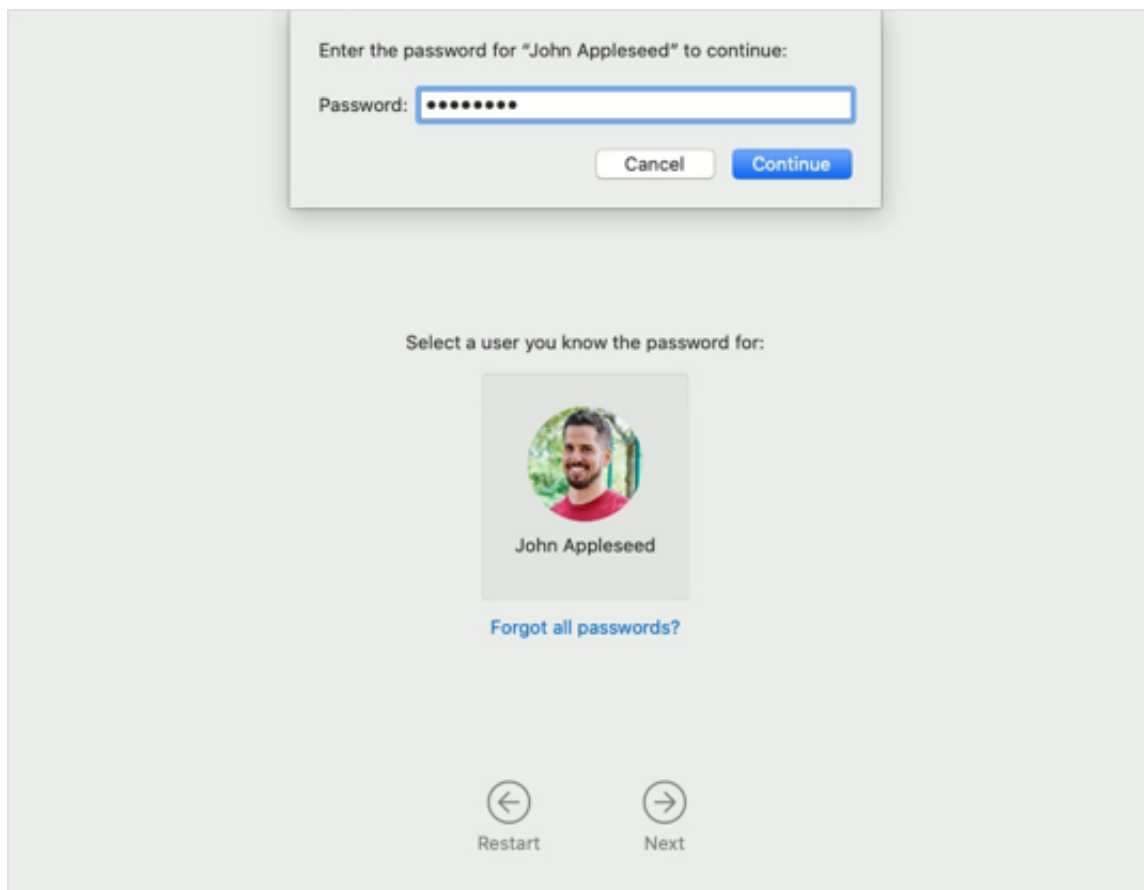 Enter the password for “John Appleseed” to continue:
Password: ••••••••
Cancel Continue
Select a user you know the password for:
John Appleseed
Forgot all passwords?
Restart Next